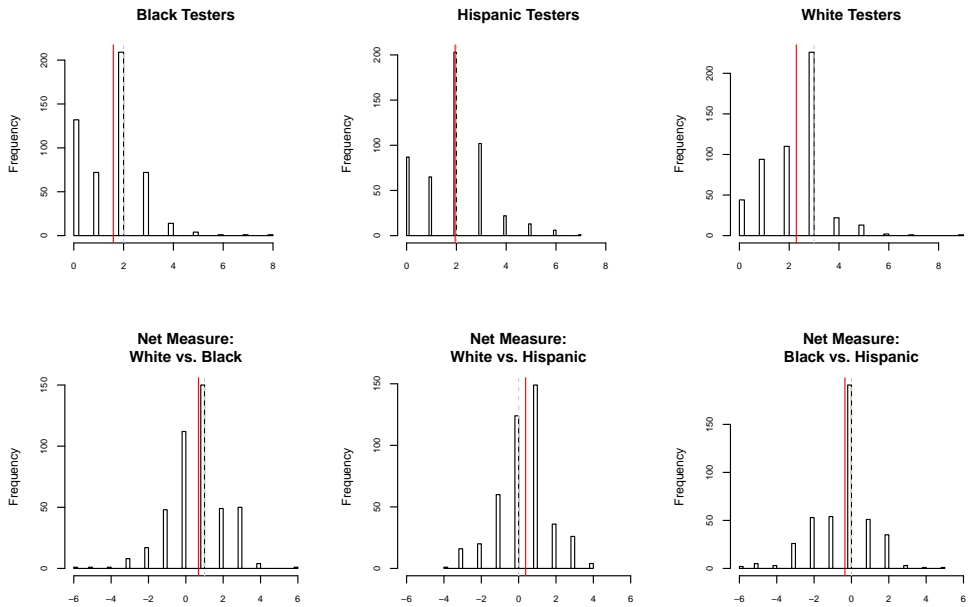 Black Testers
Hispanic Testers
White Testers
Frequency
0
50
100
150
200
0 2 4 6 8
Frequency
0
50
100
150
200
0 2 4 6 8
Frequency
0
50
100
150
200
0 2 4 6 8
Net Measure:
White vs. Black
Net Measure:
White vs. Hispanic
Net Measure:
Black vs. Hispanic
Frequency
0
50
100
150
−6 −4 −2 0 2 4 6
Frequency
0
50
100
150
−6 −4 −2 0 2 4 6
Frequency
0
50
100
150
−6 −4 −2 0 2 4 6